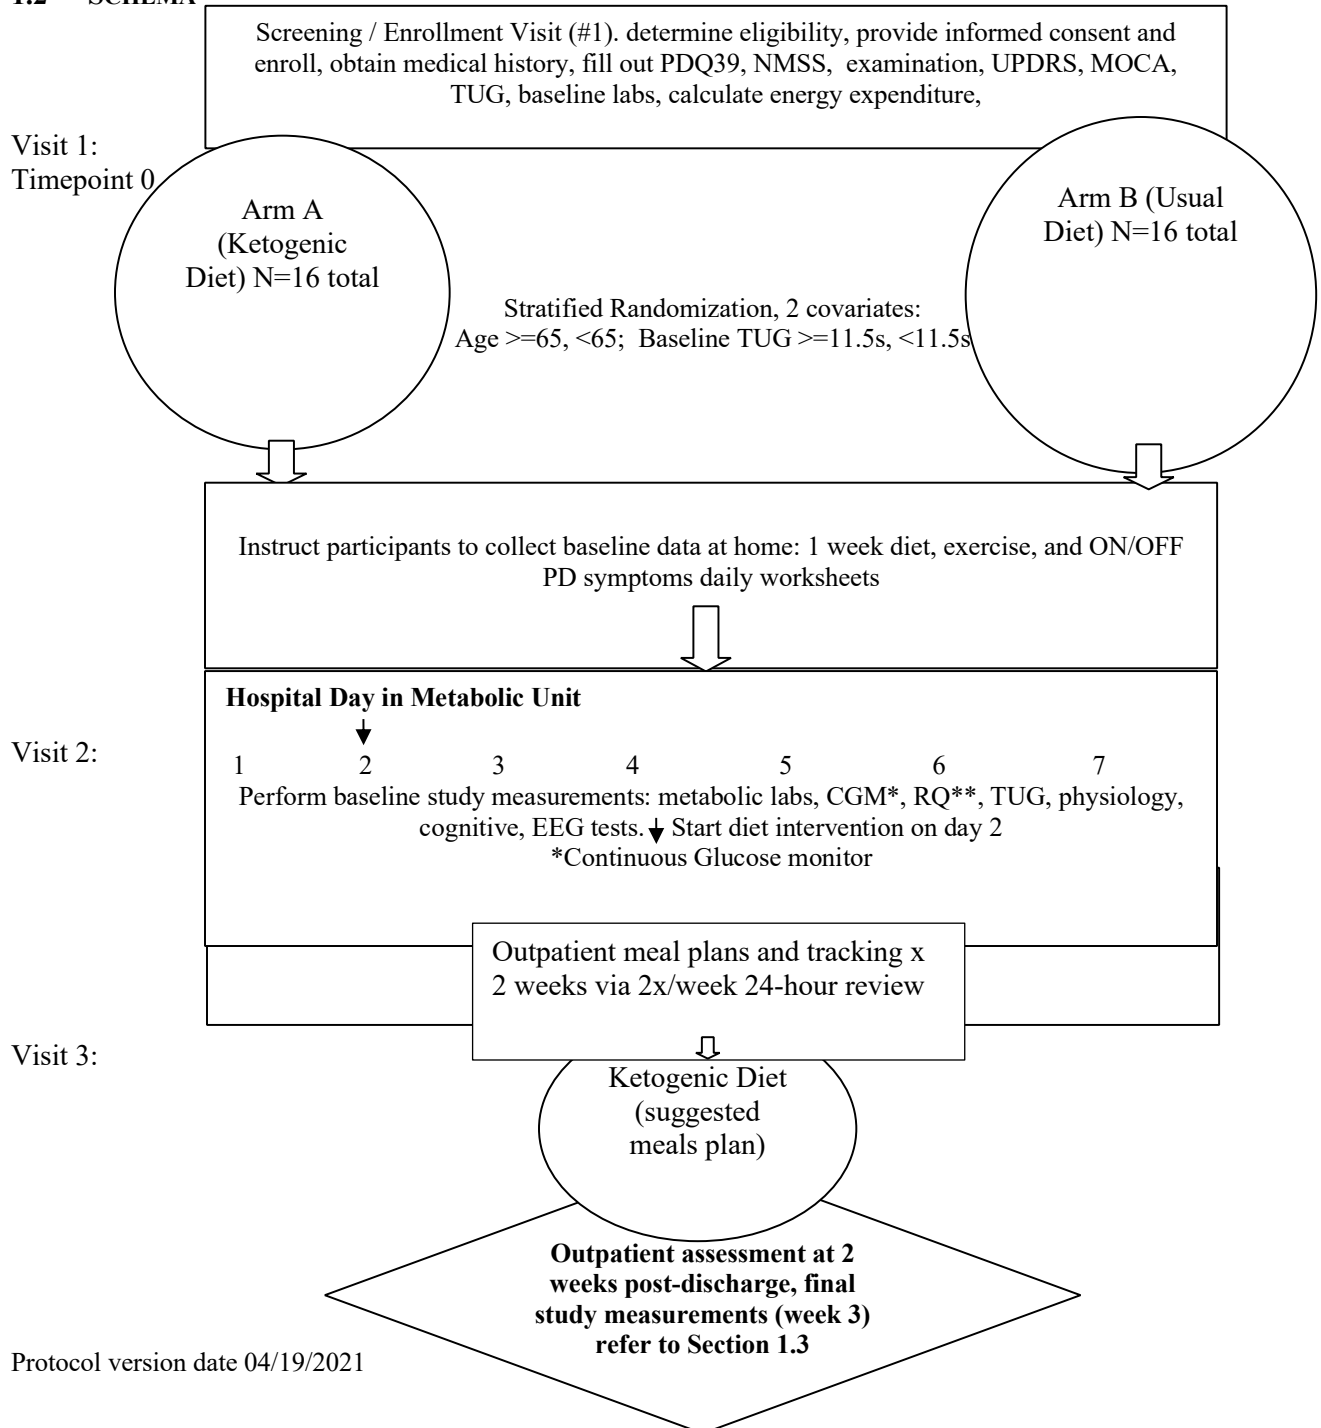 1.2 SCHEMA
Screening / Enrollment Visit (#1). determine eligibility, provide informed consent and
enroll, obtain medical history, fill out PDQ39, NMSS, examination, UPDRS, MOCA,
TUG, baseline labs, calculate energy expenditure,
Visit 1:
Timepoint 0
Arm A
(Ketogenic
Diet) N=16 total
Arm B (Usual
Diet) N=16 total
Stratified Randomization, 2 covariates:
Age >=65, <65; Baseline TUG >=11.5s, <11.5s
Instruct participants to collect baseline data at home: 1 week diet, exercise, and ON/OFF
PD symptoms daily worksheets
Hospital Day in Metabolic Unit
Visit 2:
1 2 3 4 5 6 7
Perform baseline study measurements: metabolic labs, CGM*, RQ**, TUG, physiology,
cognitive, EEG tests. Start diet intervention on day 2
*Continuous Glucose monitor
Outpatient meal plans and tracking x
2 weeks via 2x/week 24-hour review
Visit 3:
Ketogenic Diet
(suggested
meals plan)
Outpatient assessment at 2
weeks post-discharge, final
study measurements (week 3)
refer to Section 1.3
Protocol version date 04/19/2021